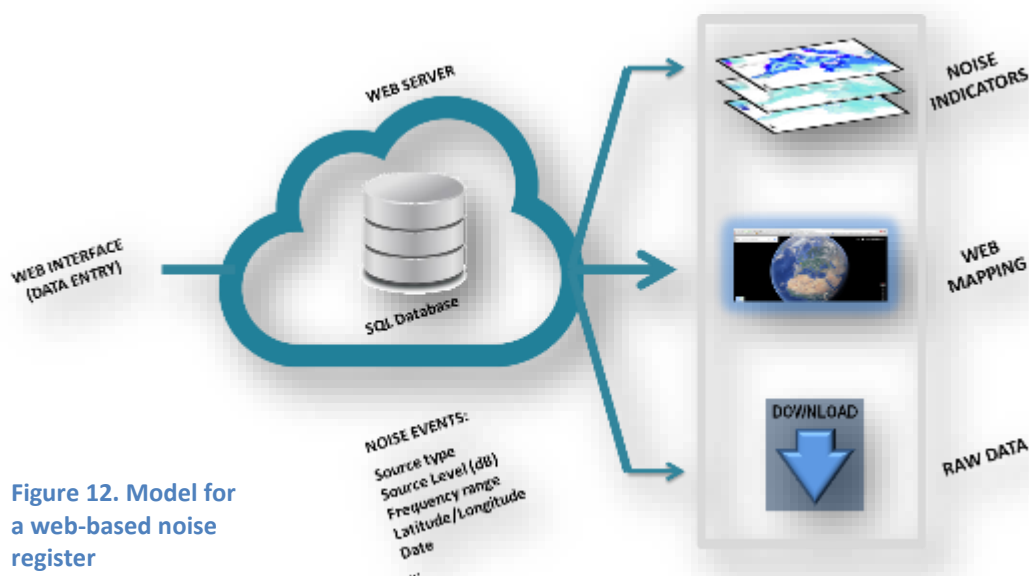 WEB SERVER
NOISE
INDICATORS
WEB INTERFACE
(DATA ENTRY)
SQL Database
WEB
MAPPING
NOISE EVENTS:
Source type
Source Level (dB)
Frequency range
Latitude/Longitude
Date
...
DOWNLOAD
RAW DATA
Figure 12. Model for
a web-based noise
register